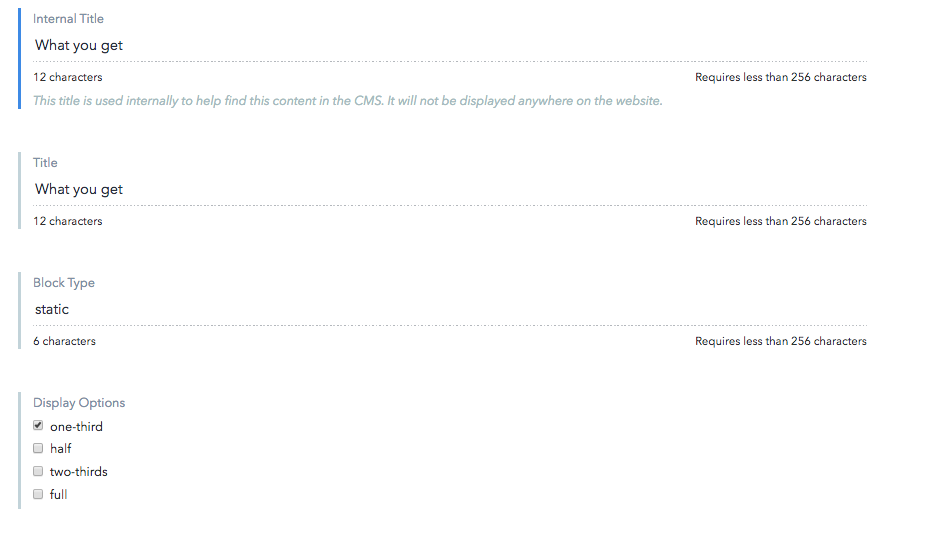 Internal Title
What you get
12 characters Requires less than 256 characters
This title is used internally to help find this content in the CMS. It will not be displayed anywhere on the website.
Title
What you get
12 characters Requires less than 256 characters
Block Type
static
6 characters Requires less than 256 characters
Display Options
one-third
half
two-thirds
full